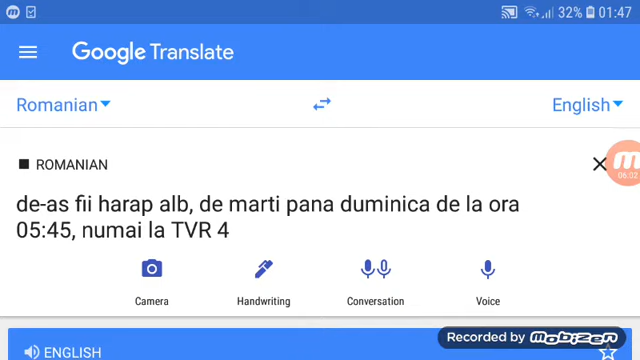 32% 01:47
Google Translate
Romanian English
ROMANIAN
06:02
de-as fii harap alb, de marti pana duminica de la ora
05:45, numai la TVR 4
Camera Handwriting Conversation Voice
Recorded by mobizen
ENGLISH